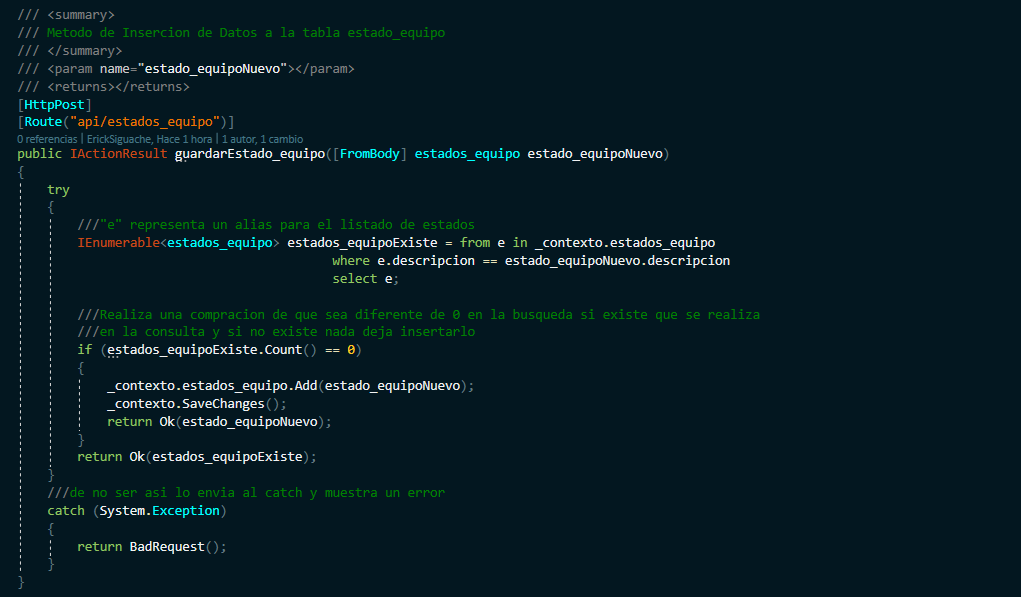 /// <summary>
/// Metodo de Insercion de Datos a la tabla estado_equipo
/// </summary>
/// <param name="estado_equipoNuevo"></param>
/// <returns></returns>
[HttpPost]
[Route("api/estados_equipo")]
0 referencias | ErickSiguache, Hace 1 hora | 1 autor, 1 cambio
public IActionResult guardarEstado_equipo([FromBody] estados_equipo estado_equipoNuevo)
{
try
{
///"e" representa un alias para el listado de estados
IEnumerable<estados_equipo> estados_equipoExiste = from e in _contexto.estados_equipo
where e.descripcion == estado_equipoNuevo.descripcion
select e;
///Realiza una compracion de que sea diferente de 0 en la busqueda si existe que se realiza
///en la consulta y si no existe nada deja insertarlo
if (estados_equipoExiste.Count() == 0)
{
_contexto.estados_equipo.Add(estado_equipoNuevo);
_contexto.SaveChanges();
return Ok(estado_equipoNuevo);
}
return Ok(estados_equipoExiste);
}
///de no ser asi lo envia al catch y muestra un error
catch (System.Exception)
{
return BadRequest();
}
}